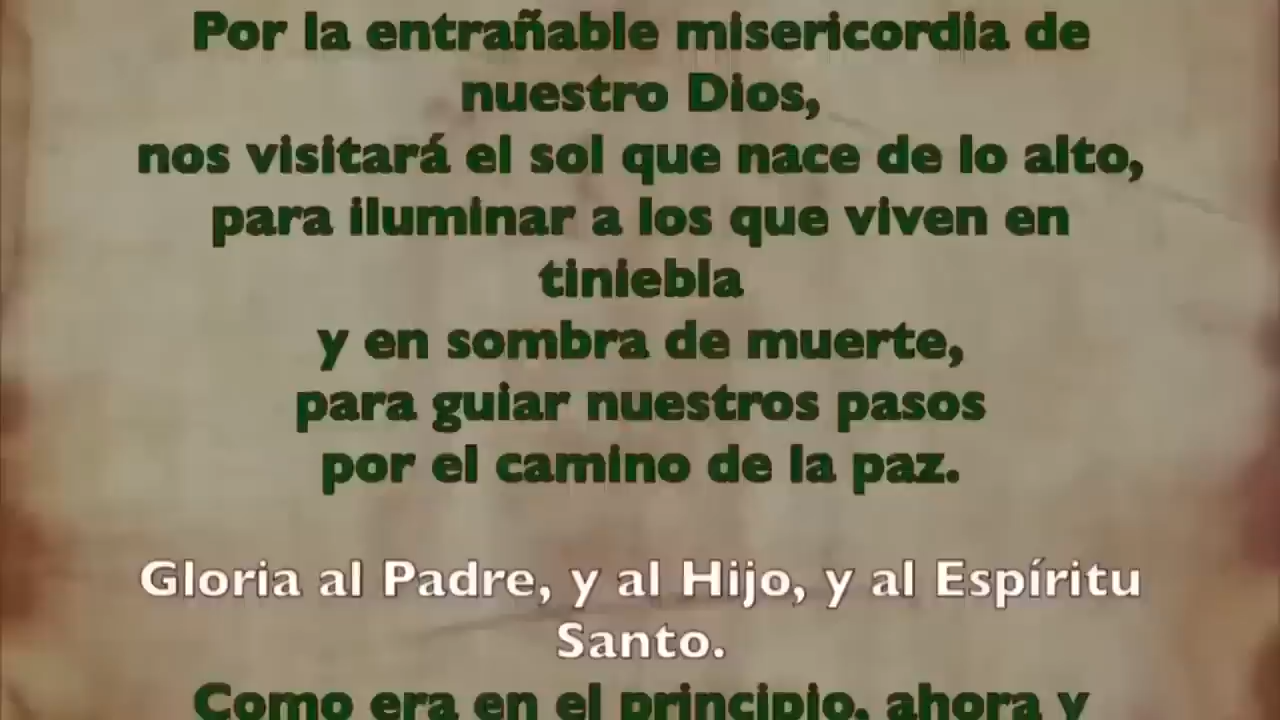 Por la entrañable misericordia de
nuestro Dios,
nos visitará el sol que nace de lo alto,
para iluminar a los que viven en
tiniebla
y en sombra de muerte,
para guiar nuestros pasos
por el camino de la paz.
Gloria al Padre, y al Hijo, y al Espíritu
Santo.
Como era en el principio, ahora y